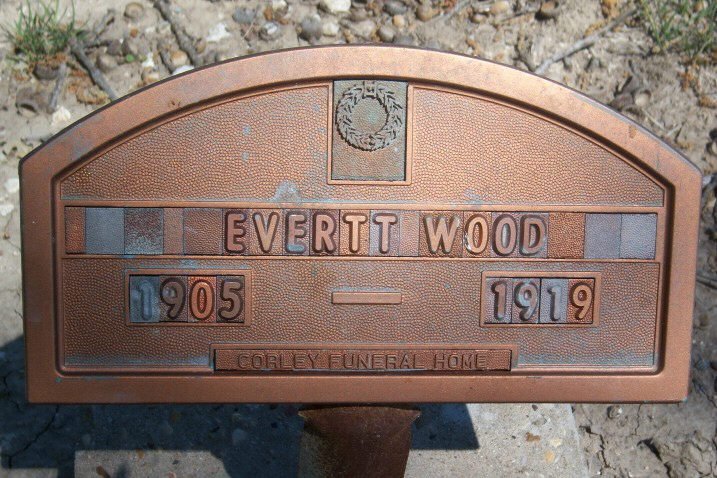 EVERTT WOOD
1905 - 1919
CORLEY FUNERAL HOME